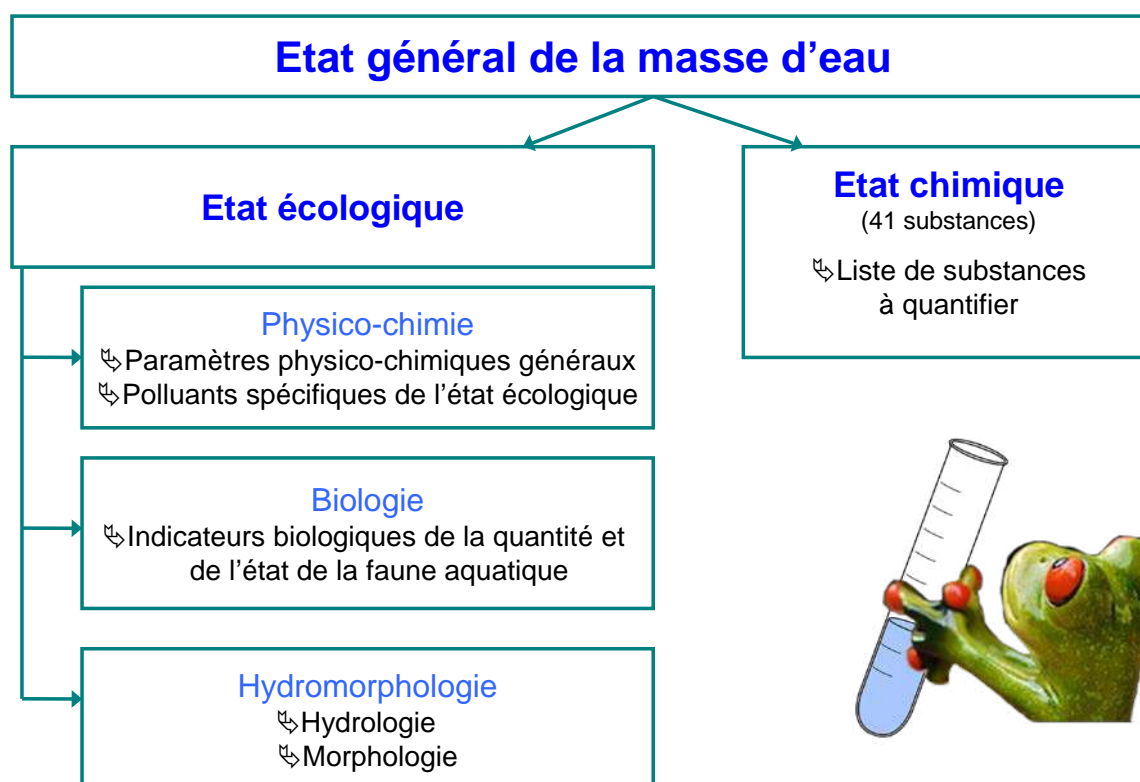 Etat général de la masse d’eau
Etat écologique
Physico-chimie
Paramètres physico-chimiques généraux
Polluants spécifiques de l’état écologique
Biologie
Indicateurs biologiques de la quantité et
de l’état de la faune aquatique
Hydromorphologie
Hydrologie
Morphologie
Etat chimique
(41 substances)
Liste de substances
à quantifier